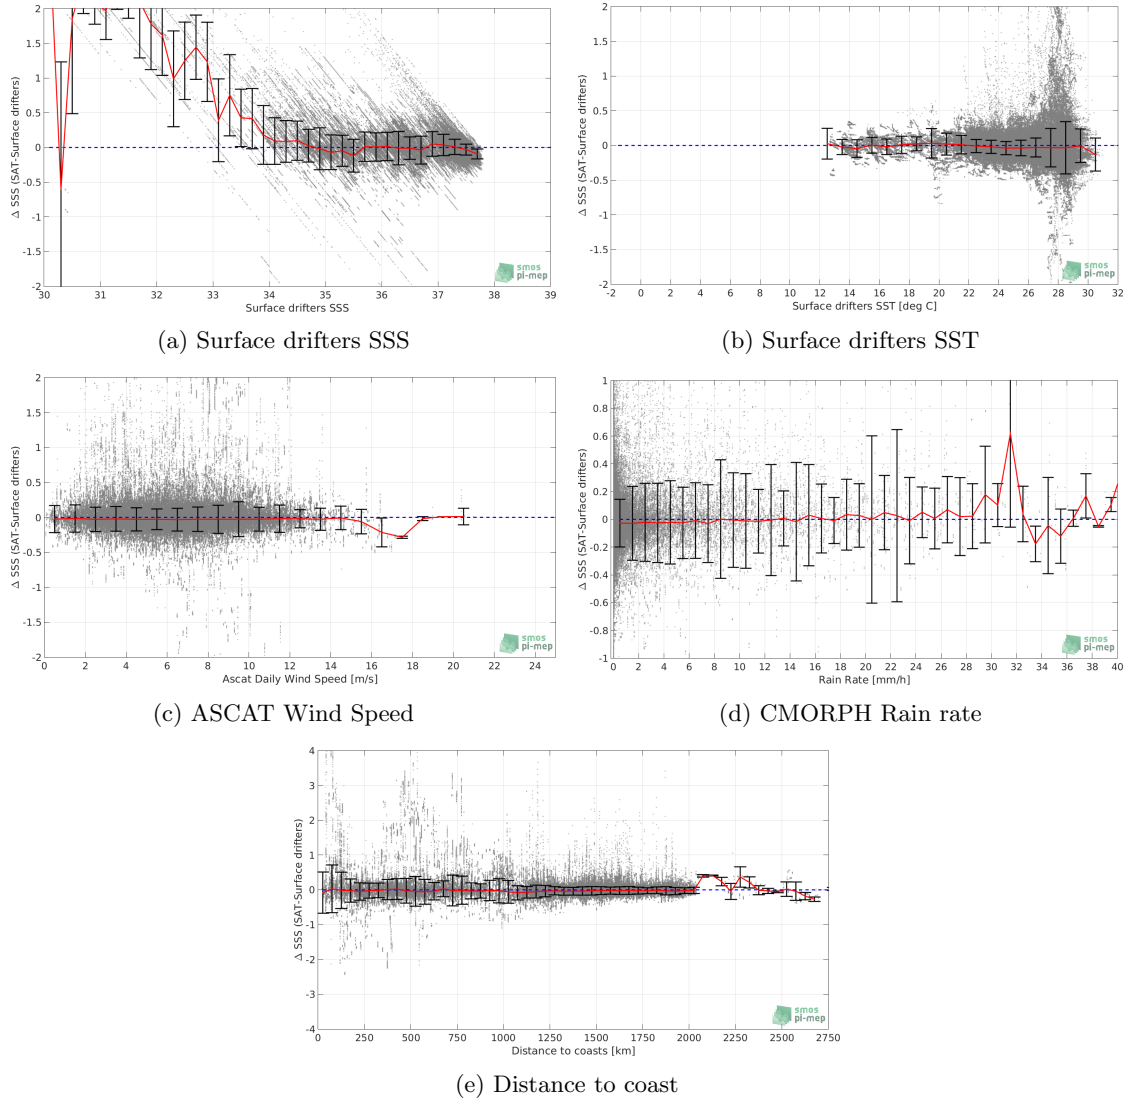 Δ SSS (SAT-Surface drifters)
2
1.5
1
0.5
0
-0.5
-1
-1.5
-2
30 31 32 33 34 35 36 37 38 39
Surface drifters SSS
smos
pi-mep
(a) Surface drifters SSS
Δ SSS (SAT-Surface drifters)
2
1.5
1
0.5
0
-0.5
-1
-1.5
-2
-2 0 2 4 6 8 10 12 14 16 18 20 22 24 26 28 30 32
Surface drifters SST [deg C]
smos
pi-mep
(b) Surface drifters SST
Δ SSS (SAT-Surface drifters)
2
1.5
1
0.5
0
-0.5
-1
-1.5
-2
0 2 4 6 8 10 12 14 16 18 20 22 24
Ascat Daily Wind Speed [m/s]
smos
pi-mep
(c) ASCAT Wind Speed
Δ SSS (SAT-Surface drifters)
1
0.8
0.6
0.4
0.2
0
-0.2
-0.4
-0.6
-0.8
-1
0 2 4 6 8 10 12 14 16 18 20 22 24 26 28 30 32 34 36 38 40
Rain Rate [mm/h]
smos
pi-mep
(d) CMORPH Rain rate
Δ SSS (SAT-Surface drifters)
4
3
2
1
0
-1
-2
-3
-4
0 250 500 750 1000 1250 1500 1750 2000 2250 2500 2750
Distance to coasts [km]
smos
pi-mep
(e) Distance to coast